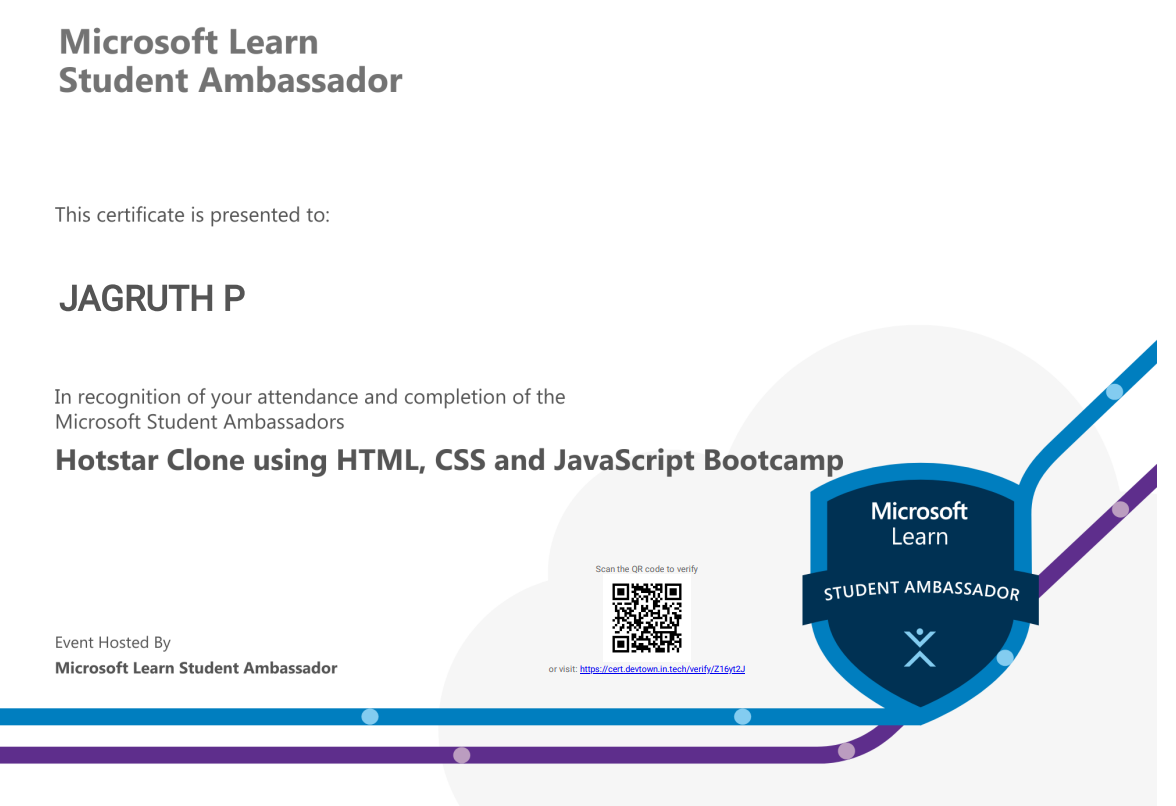 Microsoft Learn
Student Ambassador
This certificate is presented to:
JAGRUTH P
In recognition of your attendance and completion of the
Microsoft Student Ambassadors
Hotstar Clone using HTML, CSS and JavaScript Bootcamp
Microsoft
Learn
STUDENT AMBASSADOR
Scan the QR code to verify
Event Hosted By
Microsoft Learn Student Ambassador
or visit: https://cert.devtown.in.tech/verify/Z16yt2J